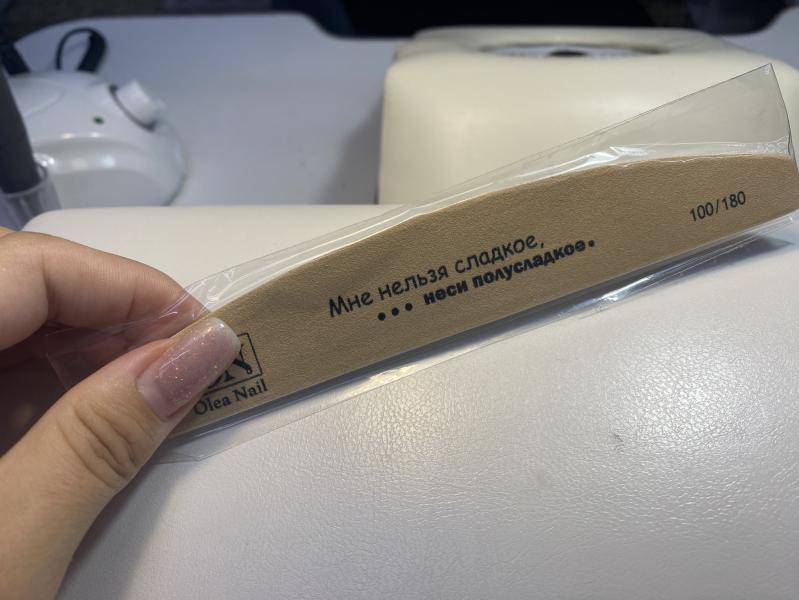 Мне нельзя сладкое,
... неси полусладкое.
100/180
Olea Nail